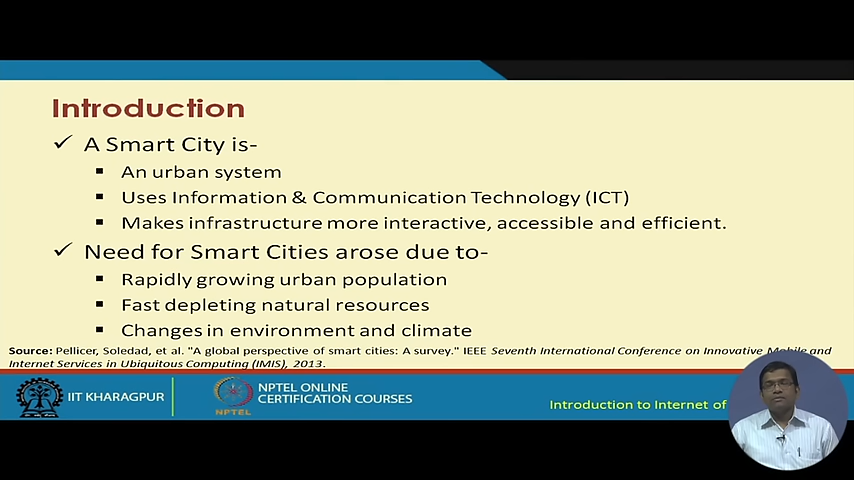 Introduction
✓ A Smart City is-
▪ An urban system
▪ Uses Information & Communication Technology (ICT)
▪ Makes infrastructure more interactive, accessible and efficient.
✓ Need for Smart Cities arose due to-
▪ Rapidly growing urban population
▪ Fast depleting natural resources
▪ Changes in environment and climate
Source: Pellicer, Soledad, et al. "A global perspective of smart cities: A survey." IEEE Seventh International Conference on Innovative Mobile and
Internet Services in Ubiquitous Computing (IMIS), 2013.
IIT KHARAGPUR
NPTEL
NPTEL ONLINE
CERTIFICATION COURSES
Introduction to Internet of